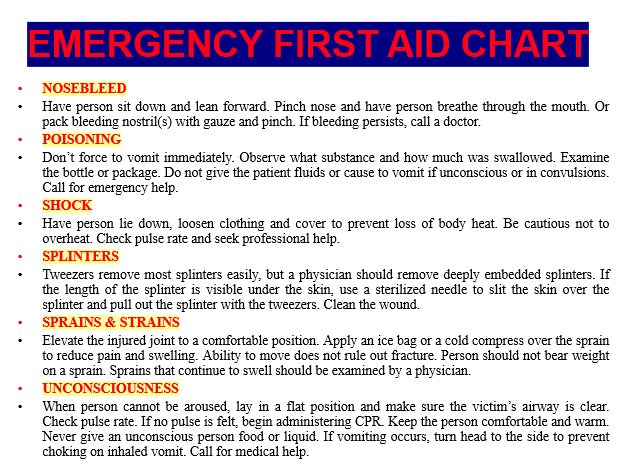 EMERGENCY FIRST AID CHART
• NOSEBLEED
• Have person sit down and lean forward. Pinch nose and have person breathe through the mouth. Or
pack bleeding nostril(s) with gauze and pinch. If bleeding persists, call a doctor.
• POISONING
• Don’t force to vomit immediately. Observe what substance and how much was swallowed. Examine
the bottle or package. Do not give the patient fluids or cause to vomit if unconscious or in convulsions.
Call for emergency help.
• SHOCK
• Have person lie down, loosen clothing and cover to prevent loss of body heat. Be cautious not to
overheat. Check pulse rate and seek professional help.
• SPLINTERS
• Tweezers remove most splinters easily, but a physician should remove deeply embedded splinters. If
the length of the splinter is visible under the skin, use a sterilized needle to slit the skin over the
splinter and pull out the splinter with the tweezers. Clean the wound.
• SPRAINS & STRAINS
• Elevate the injured joint to a comfortable position. Apply an ice bag or a cold compress over the sprain
to reduce pain and swelling. Ability to move does not rule out fracture. Person should not bear weight
on a sprain. Sprains that continue to swell should be examined by a physician.
• UNCONSCIOUSNESS
• When person cannot be aroused, lay in a flat position and make sure the victim’s airway is clear.
Check pulse rate. If no pulse is felt, begin administering CPR. Keep the person comfortable and warm.
Never give an unconscious person food or liquid. If vomiting occurs, turn head to the side to prevent
choking on inhaled vomit. Call for medical help.